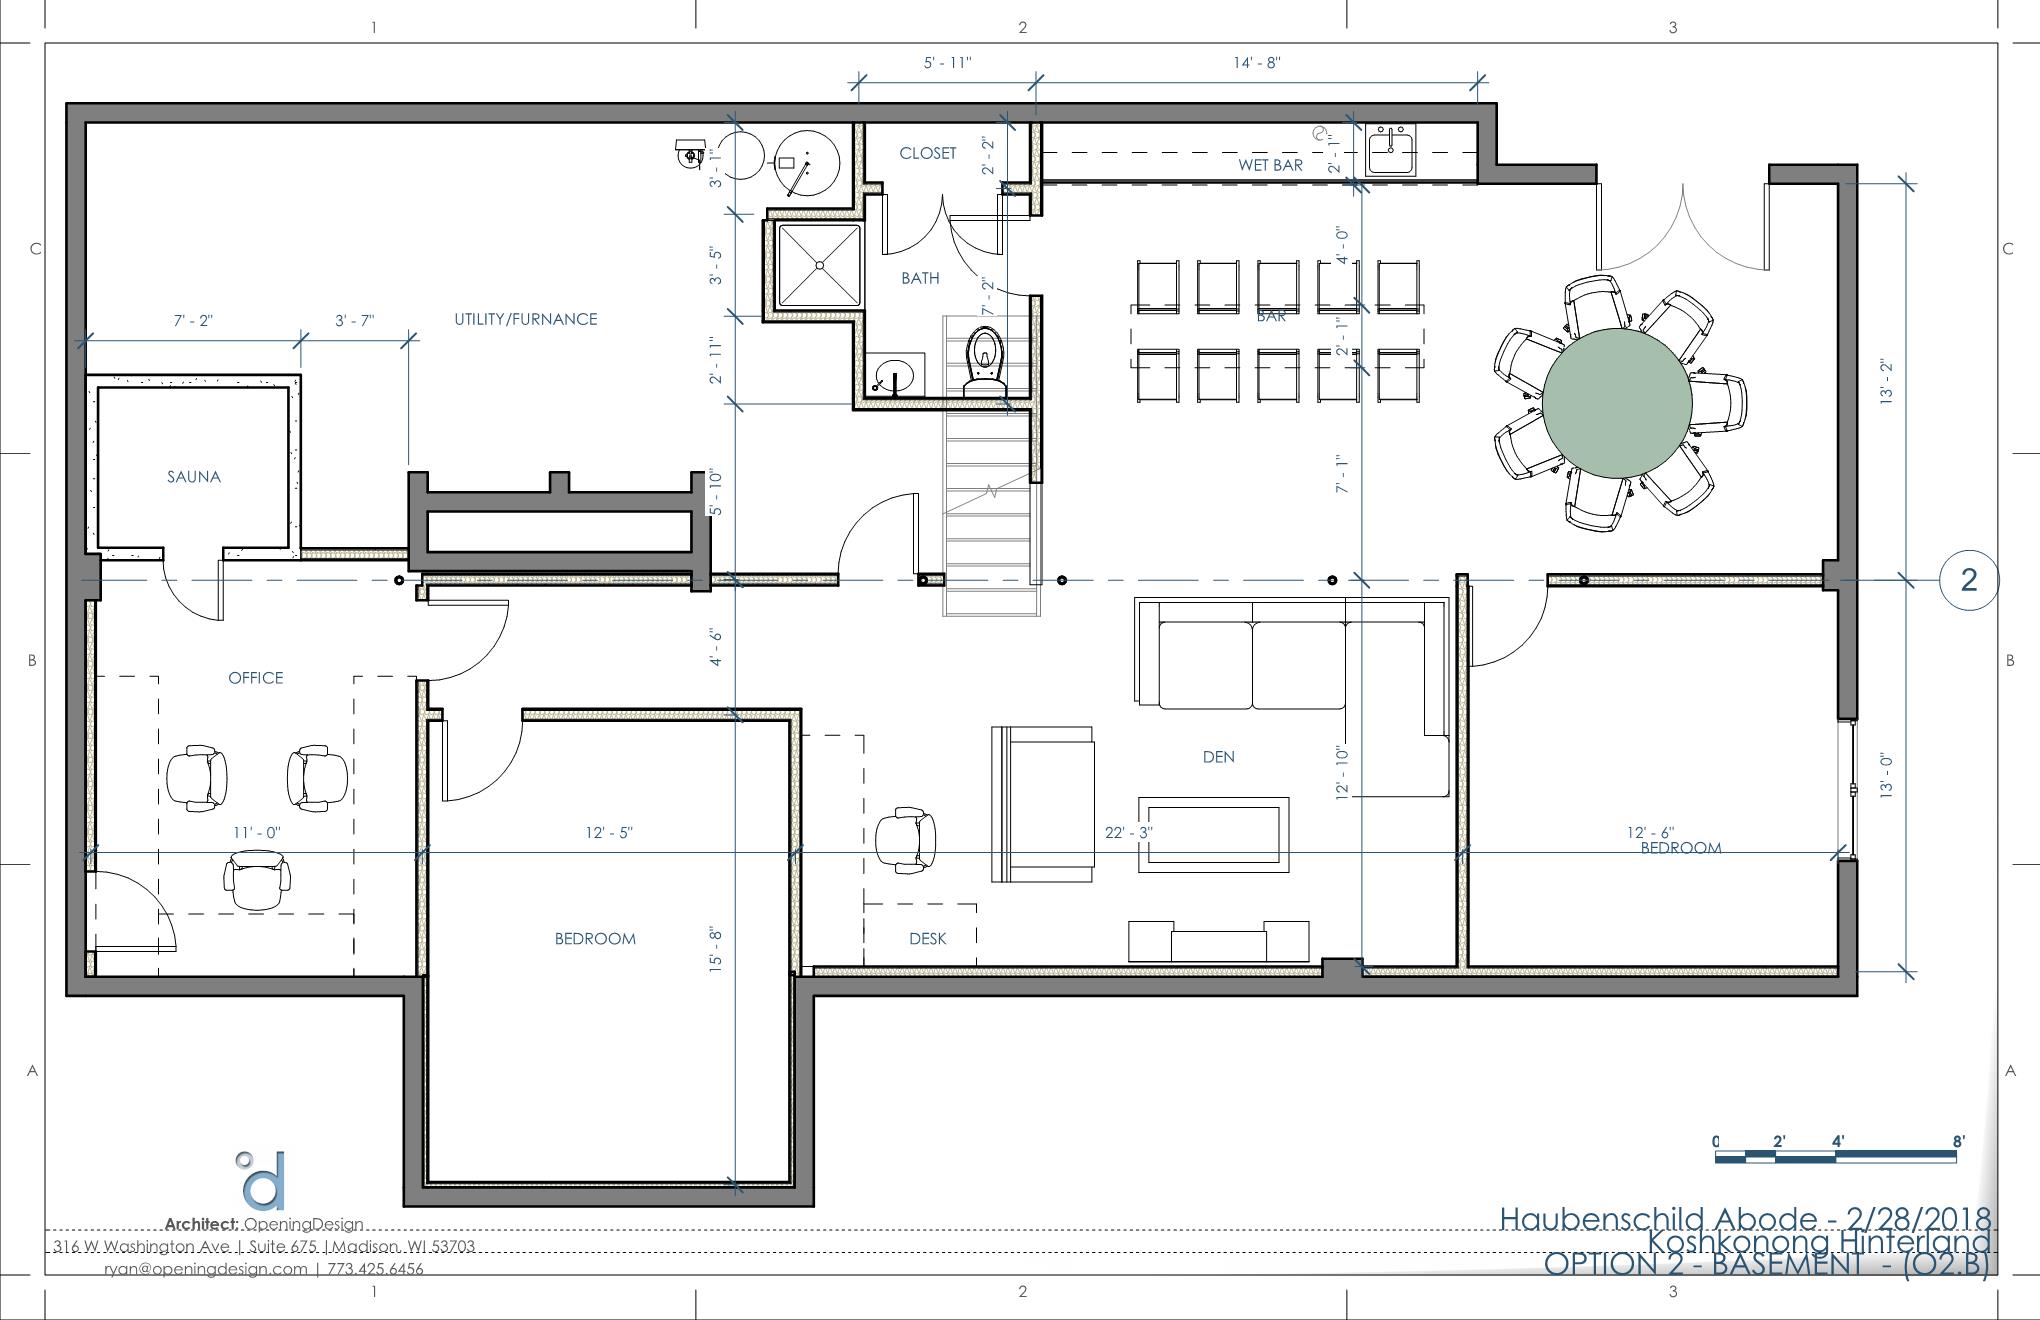 1
2
3
5' - 11"
14' - 8"
CLOSET
2' - 2"
WET BAR
2' - 1"
3' - 1"
C
C
4' - 0"
3' - 5"
BATH
7' - 2"
7' - 2"
3' - 7"
UTILITY/FURNANCE
BAR
2' - 1"
2' - 11"
13' - 2"
SAUNA
5' - 10"
7' - 1"
2
B
B
4' - 6"
OFFICE
DEN
12' - 10"
13' - 0"
11' - 0"
12' - 5"
22' - 3"
12' - 6"
BEDROOM
BEDROOM
15' - 8"
DESK
A
A
0
2'
4'
8'
d
Architect: OpeningDesign
316 W Washington Ave | Suite 675 | Madison, WI 53703
ryan@openingdesign.com | 773.425.6456
Haubenschild Abode - 2/28/2018
Koshkonong Hinterland
OPTION 2 - BASEMENT - (O2.B)
1
2
3